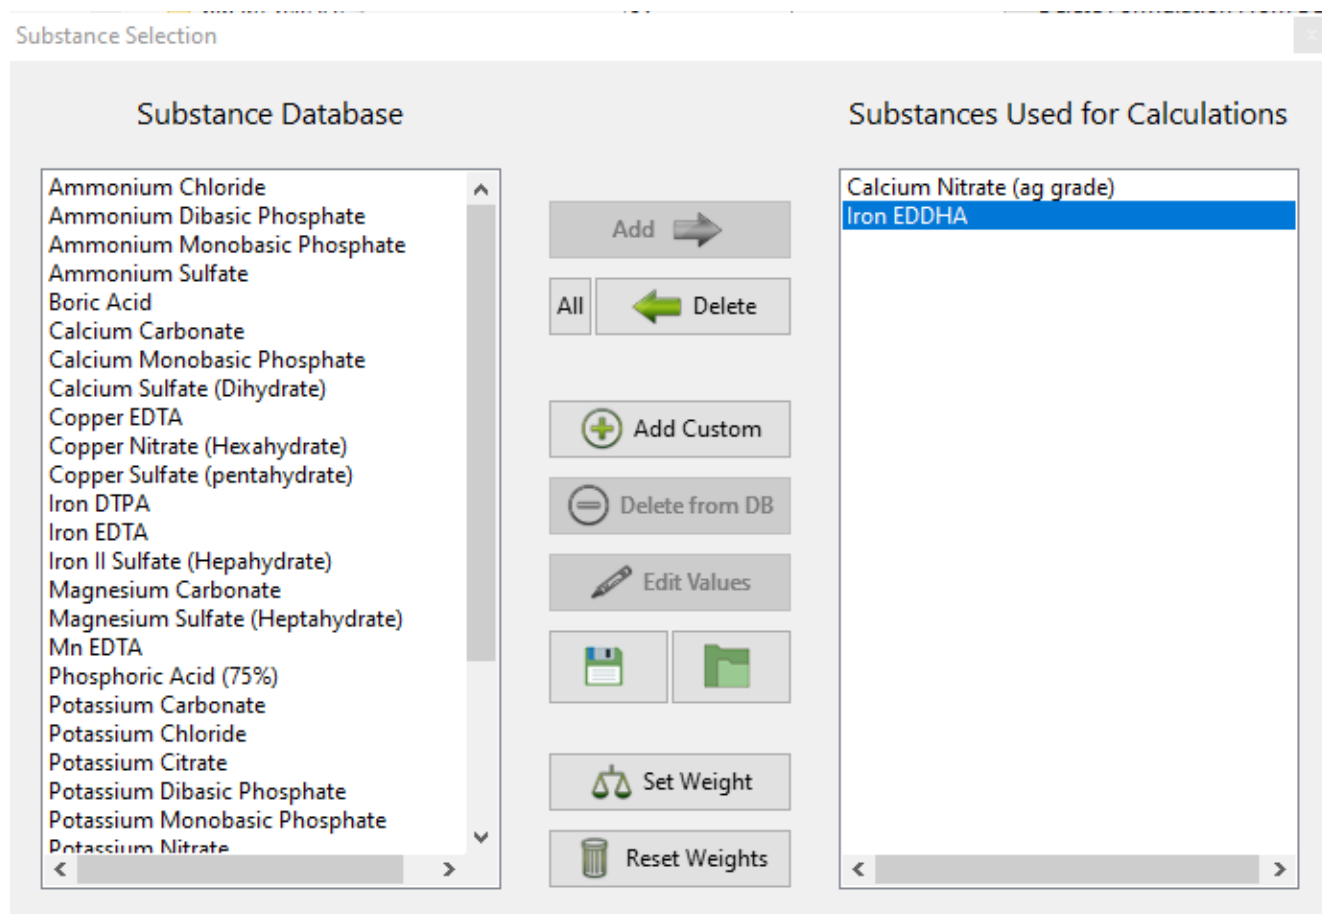 Substance Selection
Substance Database
Substances Used for Calculations
Ammonium Chloride
Ammonium Dibasic Phosphate
Ammonium Monobasic Phosphate
Ammonium Sulfate
Boric Acid
Calcium Carbonate
Calcium Monobasic Phosphate
Calcium Sulfate (Dihydrate)
Copper EDTA
Copper Nitrate (Hexahydrate)
Copper Sulfate (pentahydrate)
Iron DTPA
Iron EDTA
Iron II Sulfate (Hepahydrate)
Magnesium Carbonate
Magnesium Sulfate (Heptahydrate)
Mn EDTA
Phosphoric Acid (75%)
Potassium Carbonate
Potassium Chloride
Potassium Citrate
Potassium Dibasic Phosphate
Potassium Monobasic Phosphate
Potassium Nitrate
Add
All
Delete
Add Custom
Delete from DB
Edit Values
Set Weight
Reset Weights
Calcium Nitrate (ag grade)
Iron EDDHA